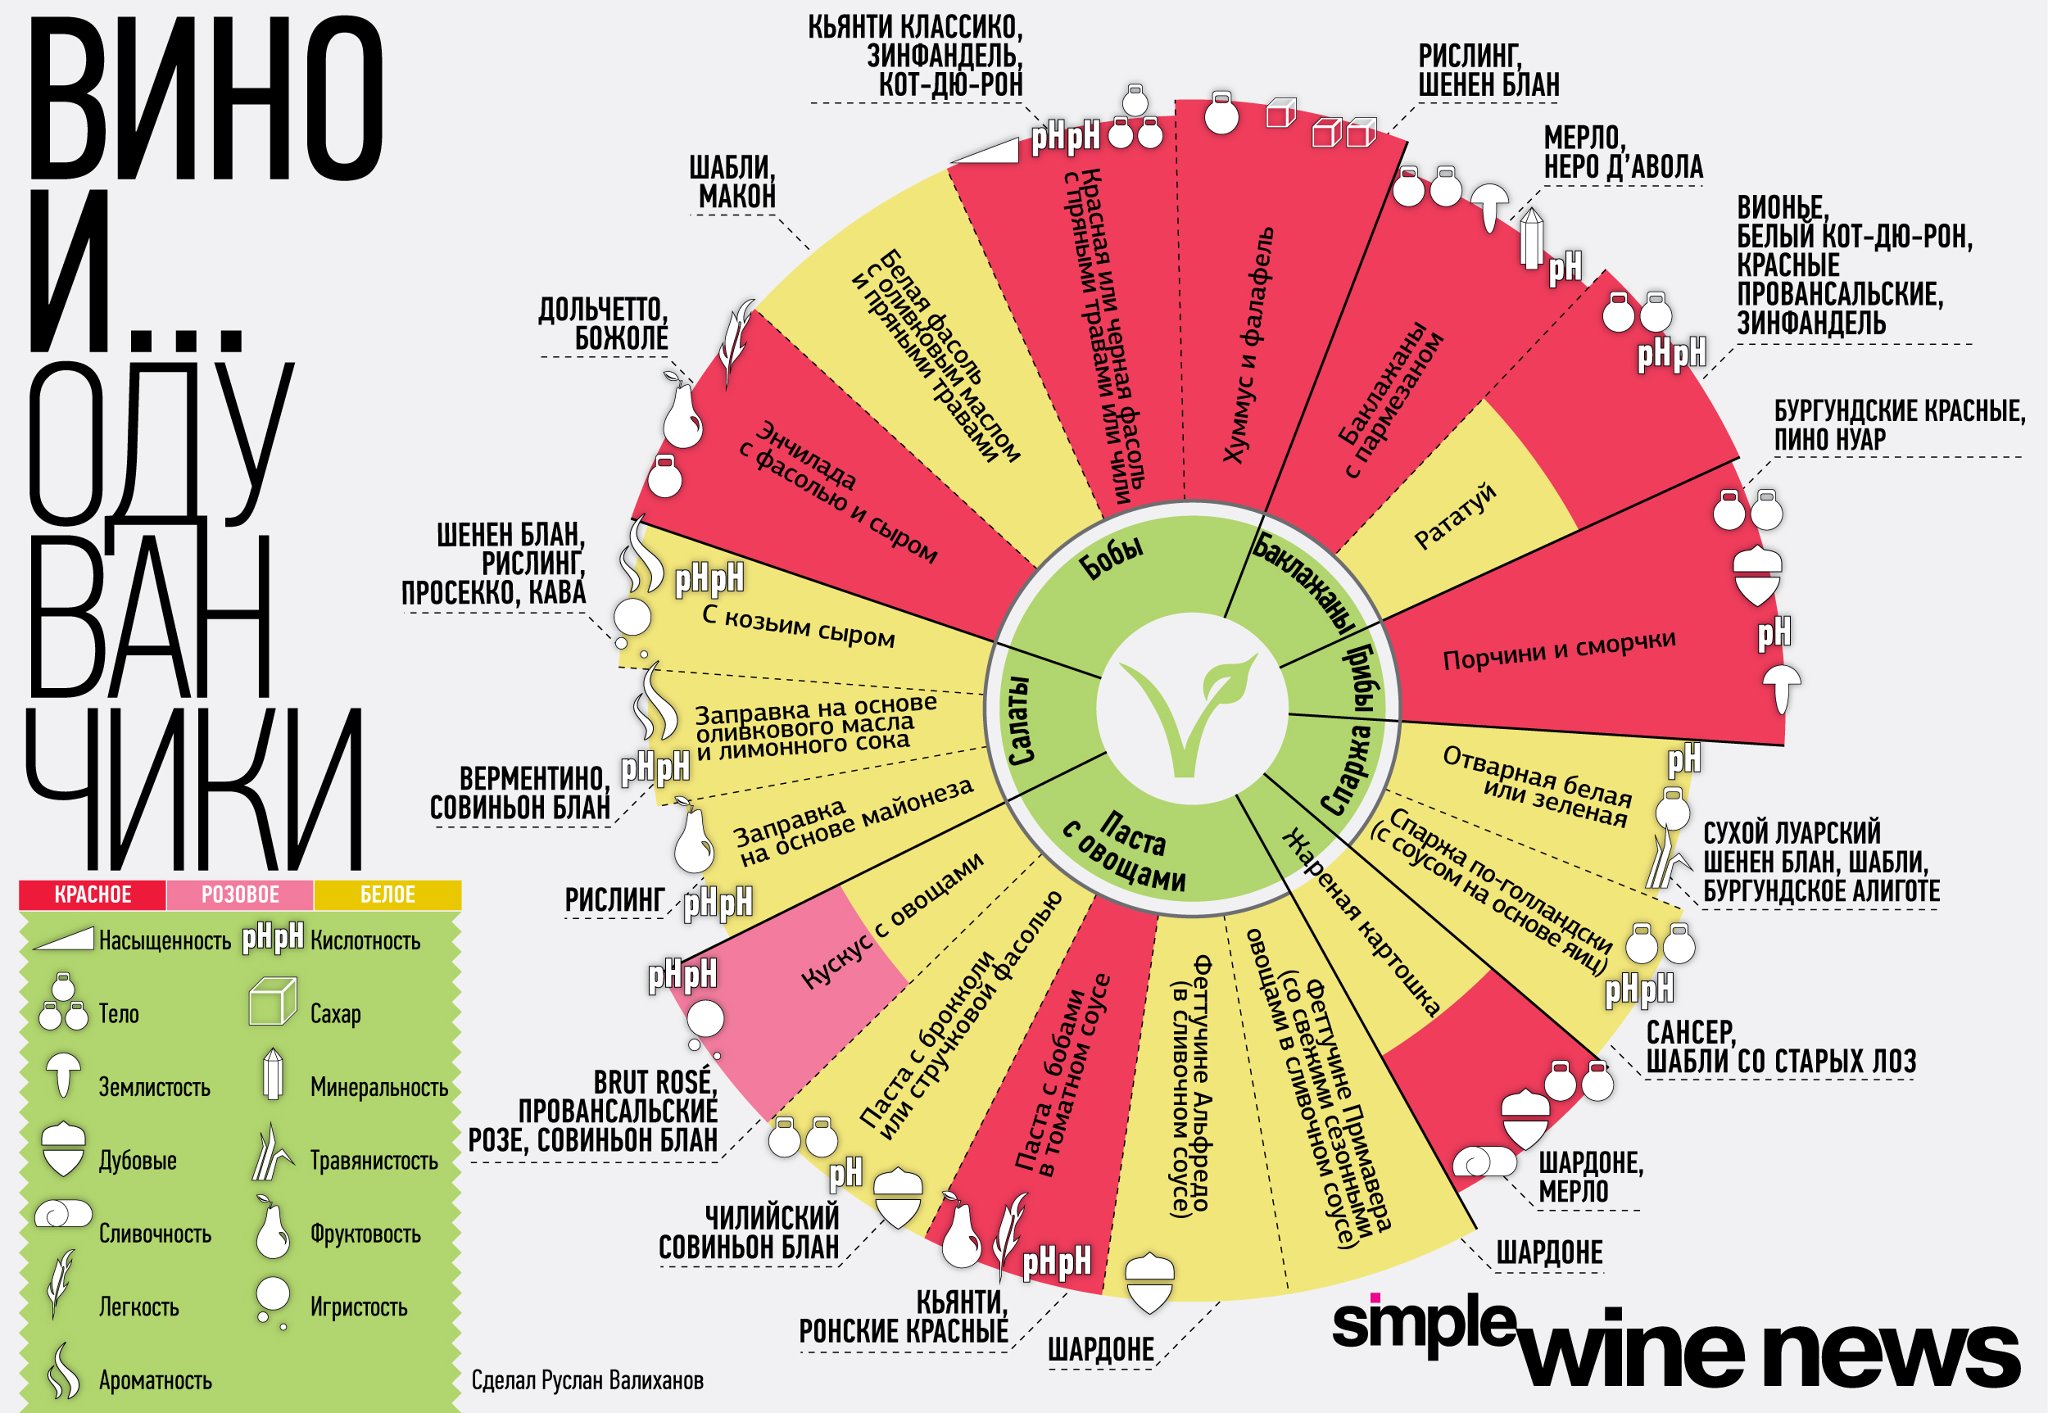 ВИНО
И...
ОДУ
ВАН
ЧИКИ
КЬЯНТИ КЛАССИКО,
ЗИНФАНДЕЛЬ,
КОТ-ДЮ-РОН
РИСЛИНГ,
ШЕНЕН БЛАН
МЕРЛО,
НЕРО Д’АВОЛА
ВИОНЬЕ,
БЕЛЫЙ КОТ-ДЮ-РОН,
КРАСНЫЕ
ПРОВАНСАЛЬСКИЕ,
ЗИНФАНДЕЛЬ
БУРГУНДСКИЕ КРАСНЫЕ,
ПИНО НУАР
ШАБЛИ,
МАКОН
ДОЛЬЧЕТТО,
БОЖОЛЕ
ШЕНЕН БЛАН,
РИСЛИНГ,
ПРОСЕККО, КАВА
ВЕРМЕНТИНО,
СОВИНЬОН БЛАН
РИСЛИНГ
BRUT ROSÉ,
ПРОВАНСАЛЬСКИЕ
РОЗЕ, СОВИНЬОН БЛАН
ЧИЛИЙСКИЙ
СОВИНЬОН БЛАН
КЬЯНТИ,
РОНСКИЕ КРАСНЫЕ
ШАРДОНЕ
ШАРДОНЕ
ШАРДОНЕ,
МЕРЛО
САНСЕР,
ШАБЛИ СО СТАРЫХ ЛОЗ
СУХОЙ ЛУАРСКИЙ
ШЕНЕН БЛАН, ШАБЛИ,
БУРГУНДСКОЕ АЛИГОТЕ
Бобы
Энчилада
с фасолью и сыром
Белая фасоль
с оливковым маслом
и пряными травами
Красная или черная фасоль
с пряными травами или чили
pHpH
Хуммус и фалафель
Баклажаны
Баклажаны
с пармезаном
pH
Рататуй
pHpH
Грибы
Порчини и сморчки
pH
Спаржа
Отварная белая
или зеленая
pH
Спаржа по-голландски
(с соусом на основе яиц)
pHpH
Жареная картошка
Паста
с овощами
Феттучине Примавера
(со свежими сезонными
овощами в сливочном соусе)
Феттучине Альфредо
(в сливочном соусе)
Паста с бобами
в томатном соусе
pHpH
Паста с брокколи
или стручковой фасолью
pH
Кускус с овощами
pHpH
Салаты
С козьим сыром
pHpH
Заправка на основе
оливкового масла
и лимонного сока
pHpH
Заправка
на основе майонеза
pHpH
КРАСНОЕ
РОЗОВОЕ
БЕЛОЕ
Насыщенность
pHpH Кислотность
Тело
Сахар
Землистость
Минеральность
Дубовые
Травянистость
Сливочность
Фруктовость
Легкость
Игристость
Ароматность
Сделал Руслан Валиханов
simple
wine news